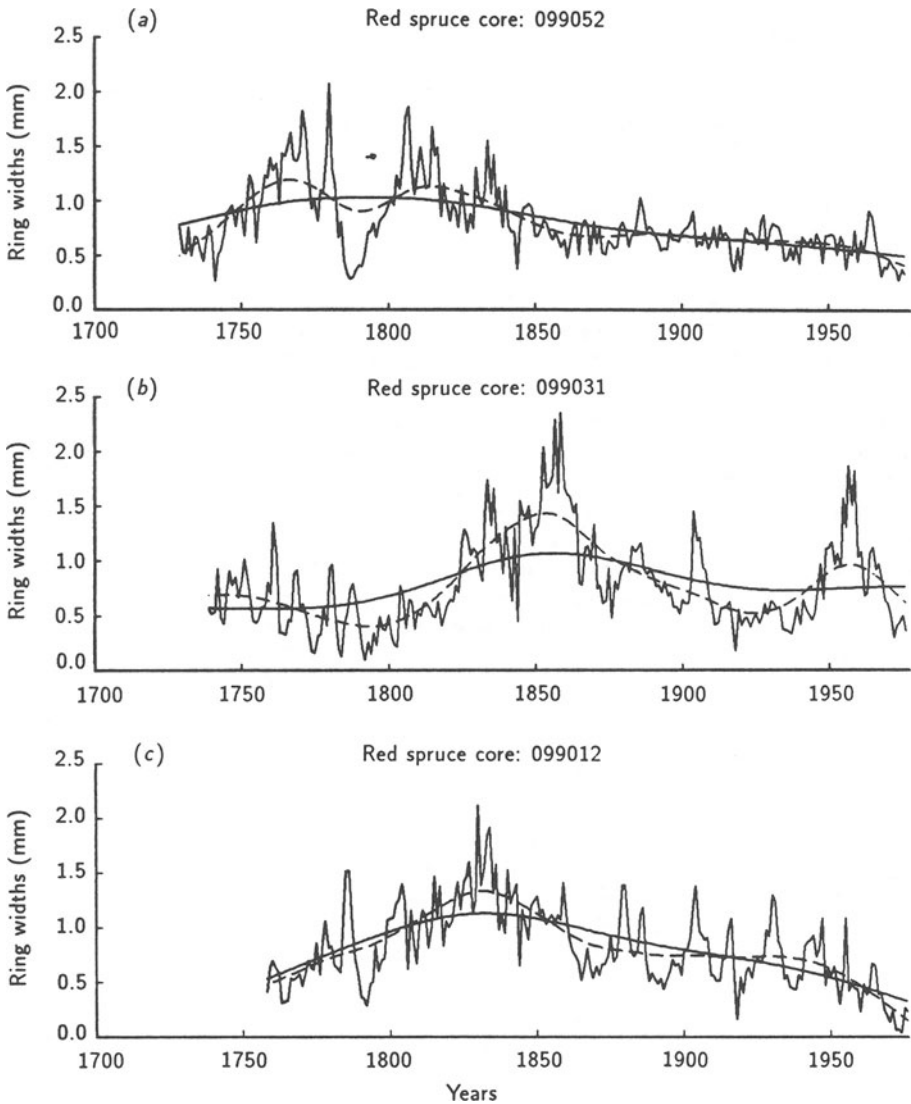 (a) Red spruce core: 099052
Ring widths (mm)
2.5
2.0
1.5
1.0
0.5
0.0
1700 1750 1800 1850 1900 1950
(b) Red spruce core: 099031
Ring widths (mm)
2.5
2.0
1.5
1.0
0.5
0.0
1700 1750 1800 1850 1900 1950
(c) Red spruce core: 099012
Ring widths (mm)
2.5
2.0
1.5
1.0
0.5
0.0
1700 1750 1800 1850 1900 1950
Years